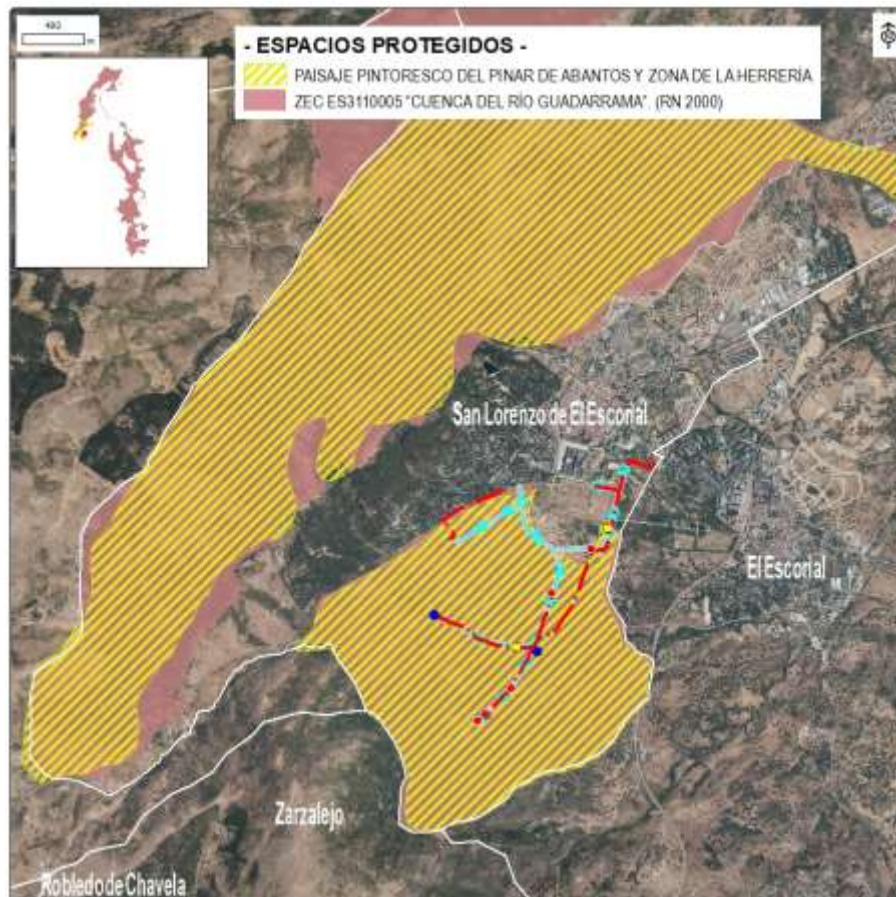 - ESPACIOS PROTEGIDOS -
PAISAJE PINTORESCO DEL PINAR DE ABANTOS Y ZONA DE LA HERRERÍA
ZEC ES3110005 "CUENCA DEL RÍO GUADARRAMA". (RN 2000)
San Lorenzo de El Escorial
El Escorial
Zarzalejo
Robledo de Chavela